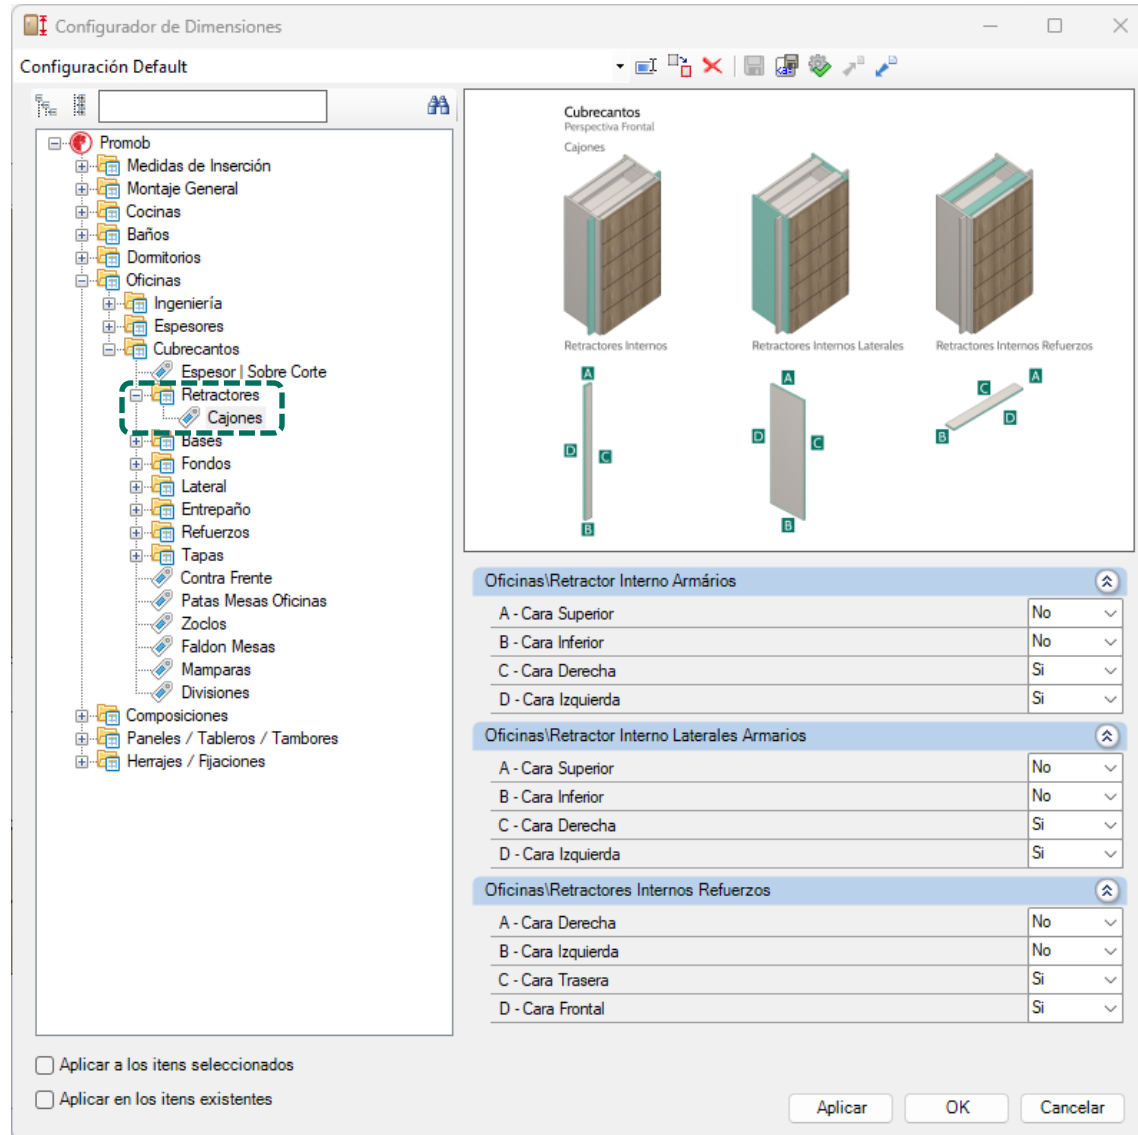 Configurador de Dimensiones
Configuración Default
Promob
Medidas de Inserción
Montaje General
Cocinas
Baños
Dormitorios
Oficinas
Ingeniería
Espesores
Cubrecantos
Espesor | Sobre Corte
Retractores
Cajones
Bases
Fondos
Lateral
Entrepaño
Refuerzos
Tapas
Contra Frente
Patas Mesas Oficinas
Zoclos
Faldon Mesas
Mamparas
Divisiones
Composiciones
Paneles / Tableros / Tambores
Herrajes / Fijaciones
Cubrecantos
Perspectiva Frontal
Cajones
Retractores Internos
Retractores Internos Laterales
Retractores Internos Refuerzos
A
D
C
B
A
D
C
B
A
C
D
B
Oficinas\Retractor Interno Armários
A - Cara Superior No
B - Cara Inferior No
C - Cara Derecha Si
D - Cara Izquierda Si
Oficinas\Retractor Interno Laterales Armarios
A - Cara Superior No
B - Cara Inferior No
C - Cara Derecha Si
D - Cara Izquierda Si
Oficinas\Retractores Internos Refuerzos
A - Cara Derecha No
B - Cara Izquierda No
C - Cara Trasera Si
D - Cara Frontal Si
Aplicar a los itens seleccionados
Aplicar en los itens existentes
Aplicar OK Cancelar